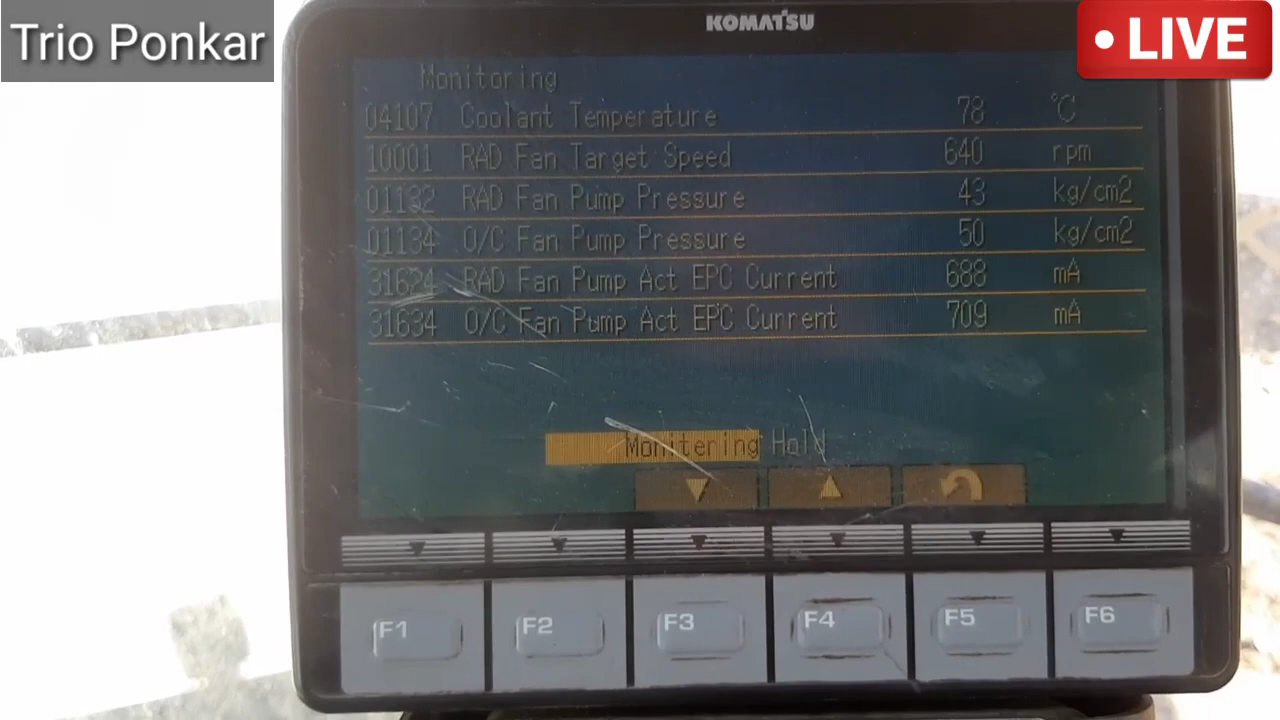 Trio Ponkar
KOMATSU
LIVE
Monitoring
04107 Coolant Temperature 78 °C
10001 RAD Fan Target Speed 640 rpm
01132 RAD Fan Pump Pressure 43 kg/cm2
01134 O/C Fan Pump Pressure 50 kg/cm2
31624 RAD Fan Pump Act EPC Current 688 mA
31634 O/C Fan Pump Act EPC Current 709 mA
Monitering Hold
F1 F2 F3 F4 F5 F6